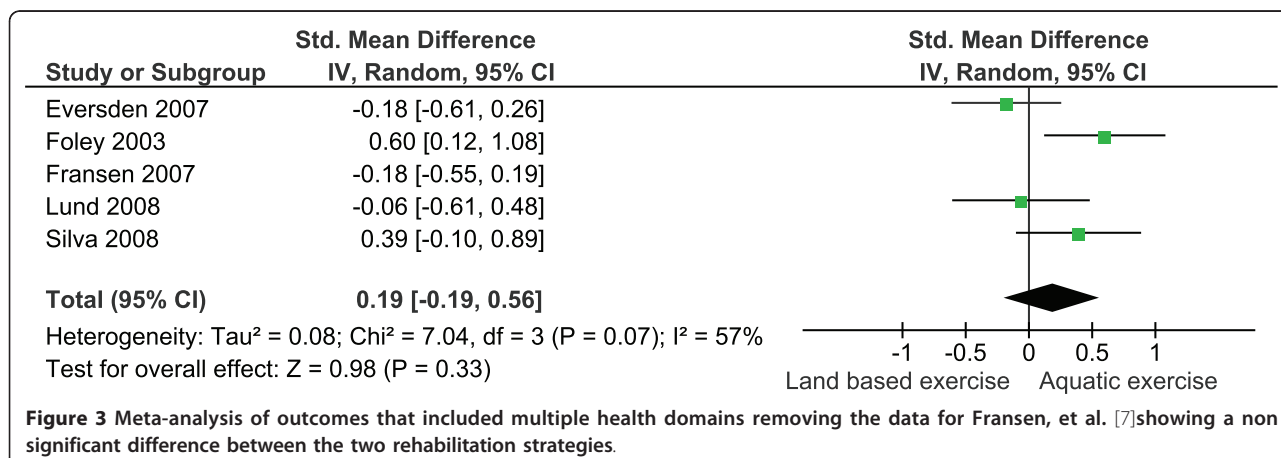 Std. Mean Difference Std. Mean Difference
Study or Subgroup IV, Random, 95% CI IV, Random, 95% CI
Eversden 2007 -0.18 [-0.61, 0.26]
Foley 2003 0.60 [0.12, 1.08]
Fransen 2007 -0.18 [-0.55, 0.19]
Lund 2008 -0.06 [-0.61, 0.48]
Silva 2008 0.39 [-0.10, 0.89]
Total (95% CI) 0.19 [-0.19, 0.56]
Heterogeneity: Tau² = 0.08; Chi² = 7.04, df = 3 (P = 0.07); I² = 57%
Test for overall effect: Z = 0.98 (P = 0.33)
-1 -0.5 0 0.5 1
Land based exercise Aquatic exercise
Figure 3 Meta-analysis of outcomes that included multiple health domains removing the data for Fransen, et al. [7]showing a non
significant difference between the two rehabilitation strategies.